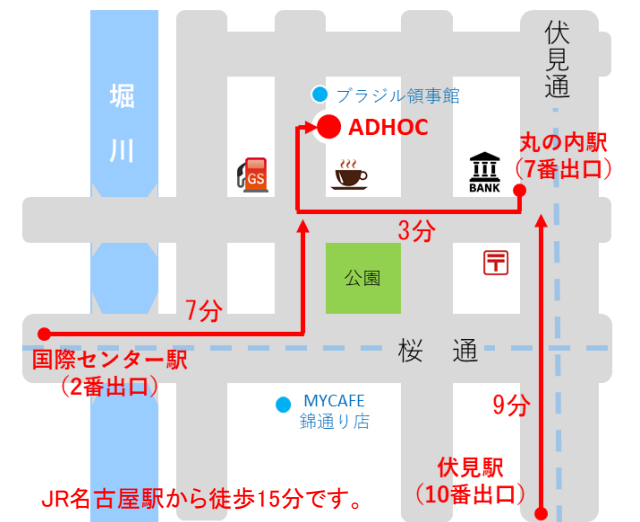 伏見通
堀川
ブラジル領事館
ADHOC
丸の内駅
(7番出口)
GS
BANK
3分
〒
公園
7分
桜通
国際センター駅
(2番出口)
MYCAFE
錦通り店
9分
伏見駅
(10番出口)
JR名古屋駅から徒歩15分です。